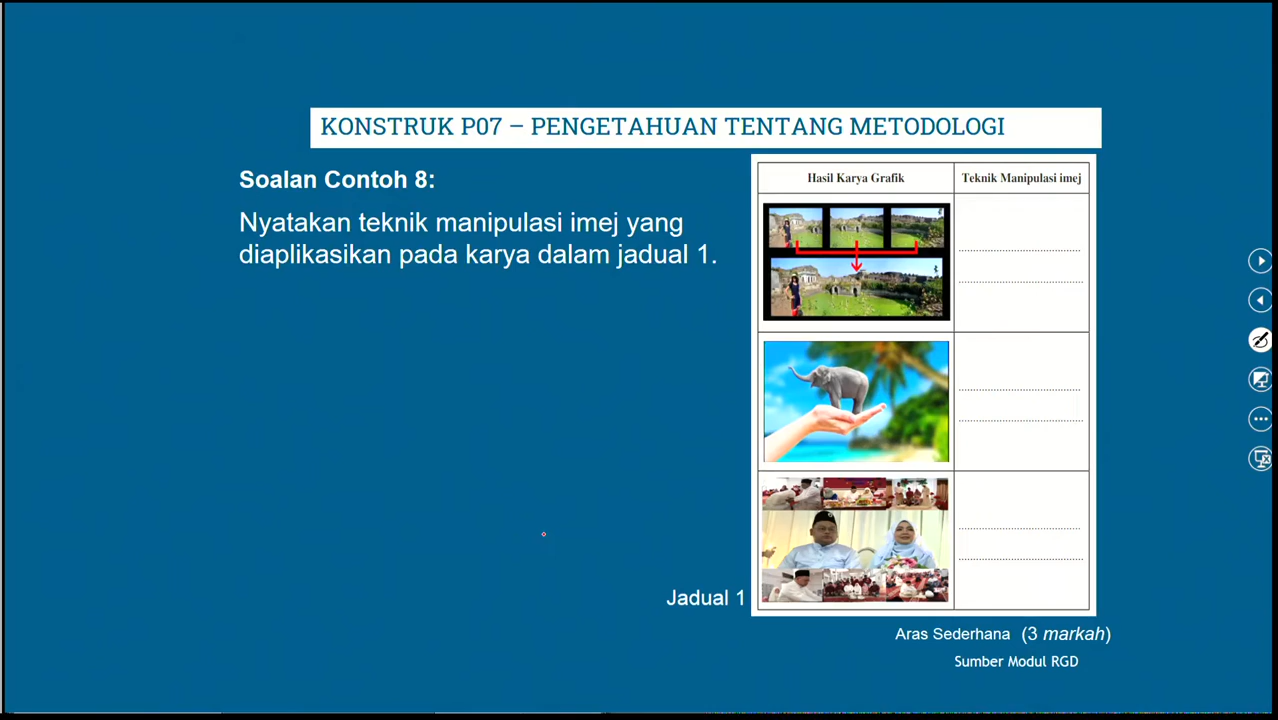 KONSTRUK P07 – PENGETAHUAN TENTANG METODOLOGI
Soalan Contoh 8:
Nyatakan teknik manipulasi imej yang
diaplikasikan pada karya dalam jadual 1.
Hasil Karya Grafik
Teknik Manipulasi imej
Jadual 1
Aras Sederhana (3 markah)
Sumber Modul RGD